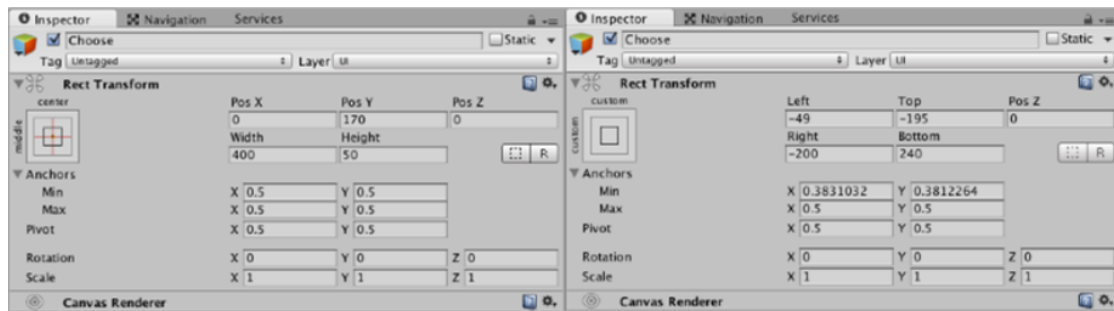 Inspector Navigation Services
Choose Static
Tag Untagged Layer UI
Rect Transform
center Pos X Pos Y Pos Z
middle 0 170 0
Width Height
400 50 R
Anchors
Min X 0.5 Y 0.5
Max X 0.5 Y 0.5
Pivot X 0.5 Y 0.5
Rotation X 0 Y 0 Z 0
Scale X 1 Y 1 Z 1
Canvas Renderer
Inspector Navigation Services
Choose Static
Tag Untagged Layer UI
Rect Transform
custom Left Top Pos Z
custom -49 -195 0
Right Bottom
-200 240 R
Anchors
Min X 0.3831032 Y 0.3812264
Max X 0.5 Y 0.5
Pivot X 0.5 Y 0.5
Rotation X 0 Y 0 Z 0
Scale X 1 Y 1 Z 1
Canvas Renderer